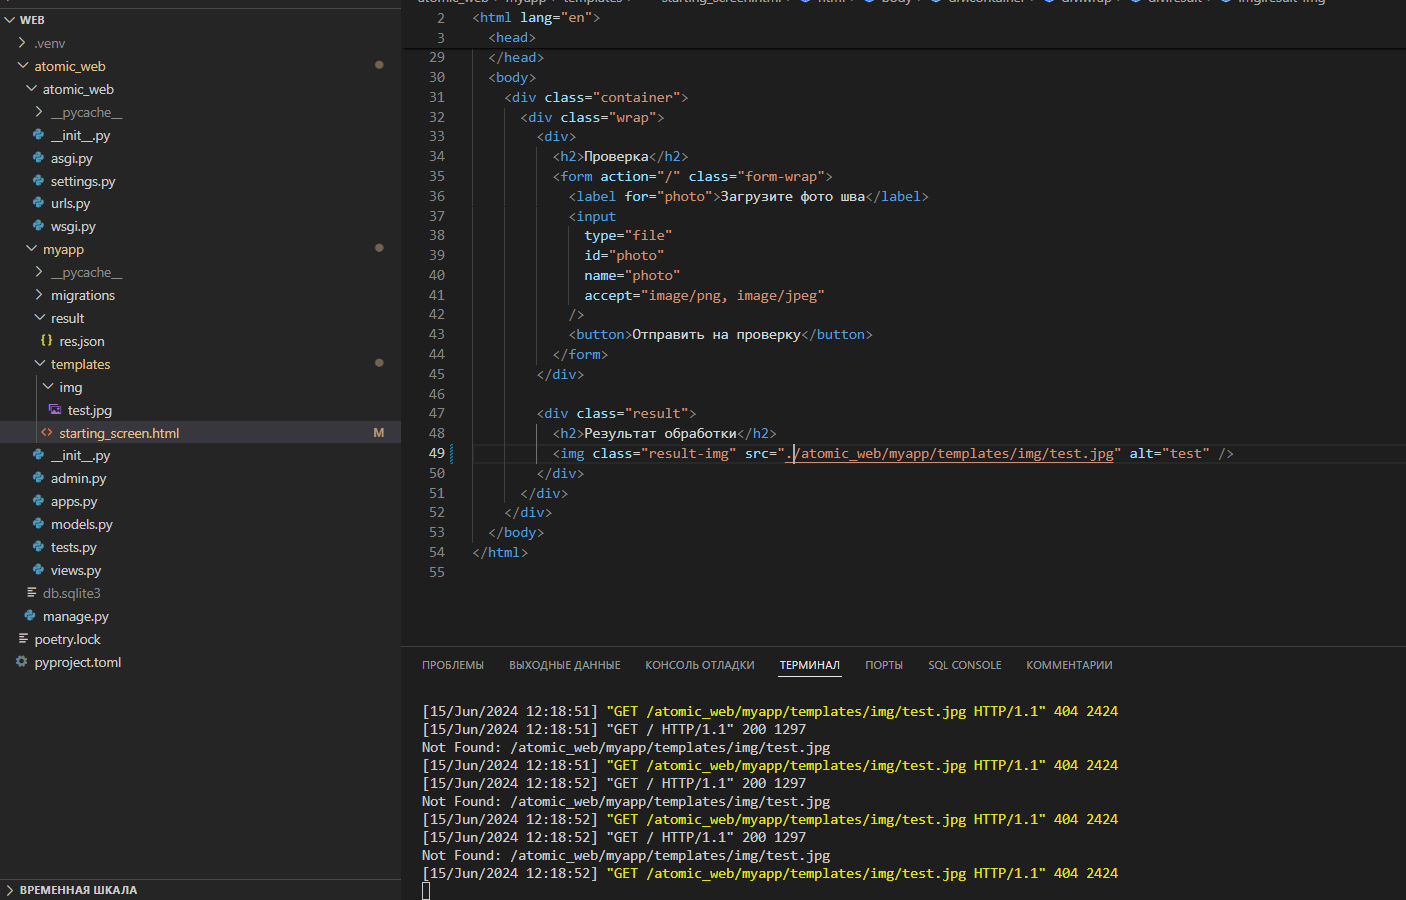 WEB
.venv
atomic_web
atomic_web
__pycache__
__init__.py
asgi.py
settings.py
urls.py
wsgi.py
myapp
__pycache__
migrations
result
{} res.json
templates
img
test.jpg
<> starting_screen.html M
__init__.py
admin.py
apps.py
models.py
tests.py
views.py
db.sqlite3
manage.py
poetry.lock
pyproject.toml
ВРЕМЕННАЯ ШКАЛА
2 <html lang="en">
3 <head>
29 </head>
30 <body>
31 <div class="container">
32 <div class="wrap">
33 <div>
34 <h2>Проверка</h2>
35 <form action="/" class="form-wrap">
36 <label for="photo">Загрузите фото шва</label>
37 <input
38 type="file"
39 id="photo"
40 name="photo"
41 accept="image/png, image/jpeg"
42 />
43 <button>Отправить на проверку</button>
44 </form>
45 </div>
46
47 <div class="result">
48 <h2>Результат обработки</h2>
49 <img class="result-img" src="./atomic_web/myapp/templates/img/test.jpg" alt="test" />
50 </div>
51 </div>
52 </div>
53 </body>
54 </html>
55
ПРОБЛЕМЫ ВЫХОДНЫЕ ДАННЫЕ КОНСОЛЬ ОТЛАДКИ ТЕРМИНАЛ ПОРТЫ SQL CONSOLE КОММЕНТАРИИ
[15/Jun/2024 12:18:51] "GET /atomic_web/myapp/templates/img/test.jpg HTTP/1.1" 404 2424
[15/Jun/2024 12:18:51] "GET / HTTP/1.1" 200 1297
Not Found: /atomic_web/myapp/templates/img/test.jpg
[15/Jun/2024 12:18:51] "GET /atomic_web/myapp/templates/img/test.jpg HTTP/1.1" 404 2424
[15/Jun/2024 12:18:52] "GET / HTTP/1.1" 200 1297
Not Found: /atomic_web/myapp/templates/img/test.jpg
[15/Jun/2024 12:18:52] "GET /atomic_web/myapp/templates/img/test.jpg HTTP/1.1" 404 2424
[15/Jun/2024 12:18:52] "GET / HTTP/1.1" 200 1297
Not Found: /atomic_web/myapp/templates/img/test.jpg
[15/Jun/2024 12:18:52] "GET /atomic_web/myapp/templates/img/test.jpg HTTP/1.1" 404 2424